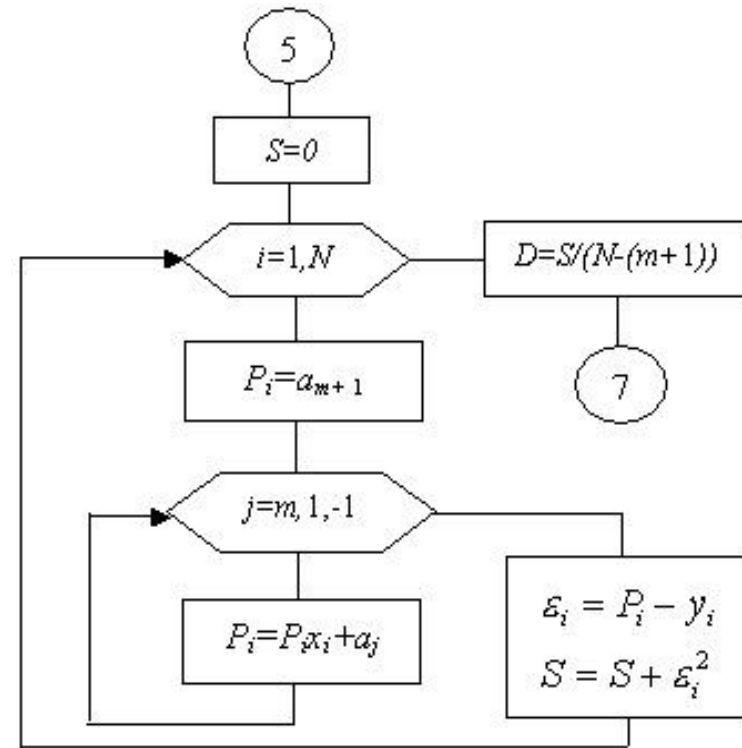 5
S=0
i=1,N
D=S/(N-(m+1))
P_i=a_{m+1}
7
j=m,1,-1
P_i=P_ix_i+a_j
ε_i = P_i − y_i
S = S + ε_i^2